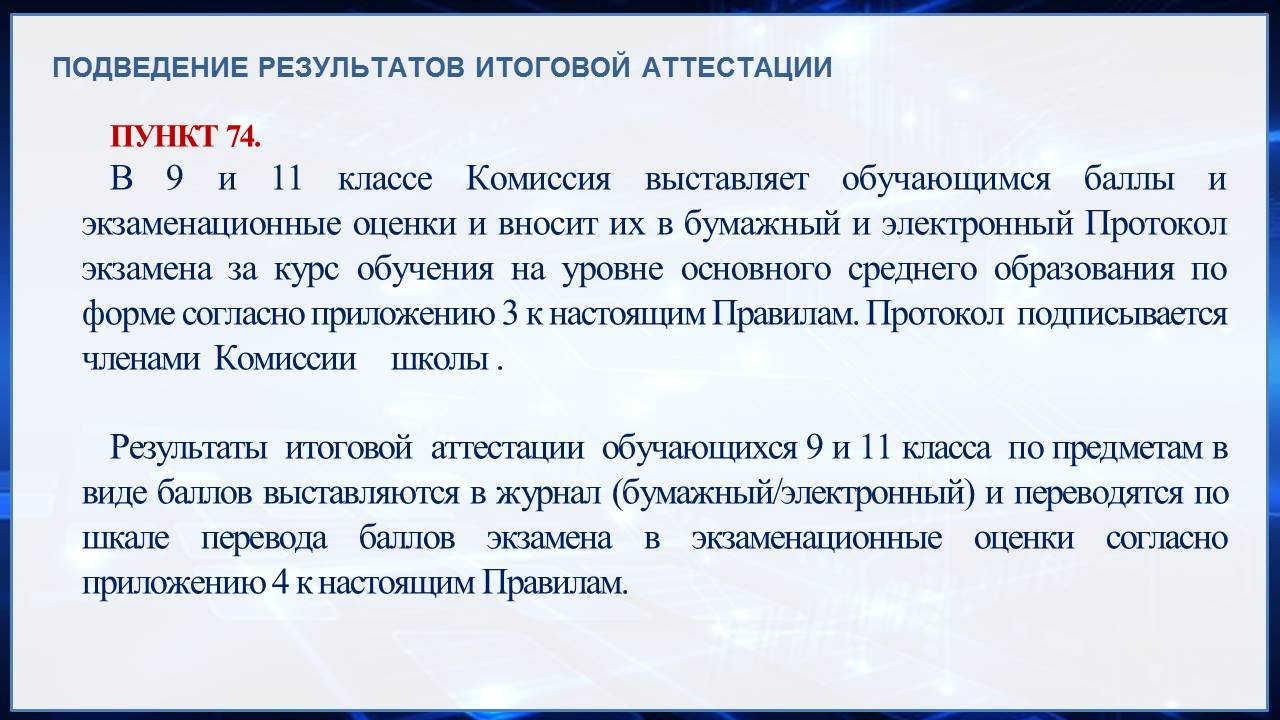 ПОДВЕДЕНИЕ РЕЗУЛЬТАТОВ ИТОГОВОЙ АТТЕСТАЦИИ
ПУНКТ 74.
В 9 и 11 классе Комиссия выставляет обучающимся баллы и
экзаменационные оценки и вносит их в бумажный и электронный Протокол
экзамена за курс обучения на уровне основного среднего образования по
форме согласно приложению 3 к настоящим Правилам. Протокол подписывается
членами Комиссии школы .
Результаты итоговой аттестации обучающихся 9 и 11 класса по предметам в
виде баллов выставляются в журнал (бумажный/электронный) и переводятся по
шкале перевода баллов экзамена в экзаменационные оценки согласно
приложению 4 к настоящим Правилам.